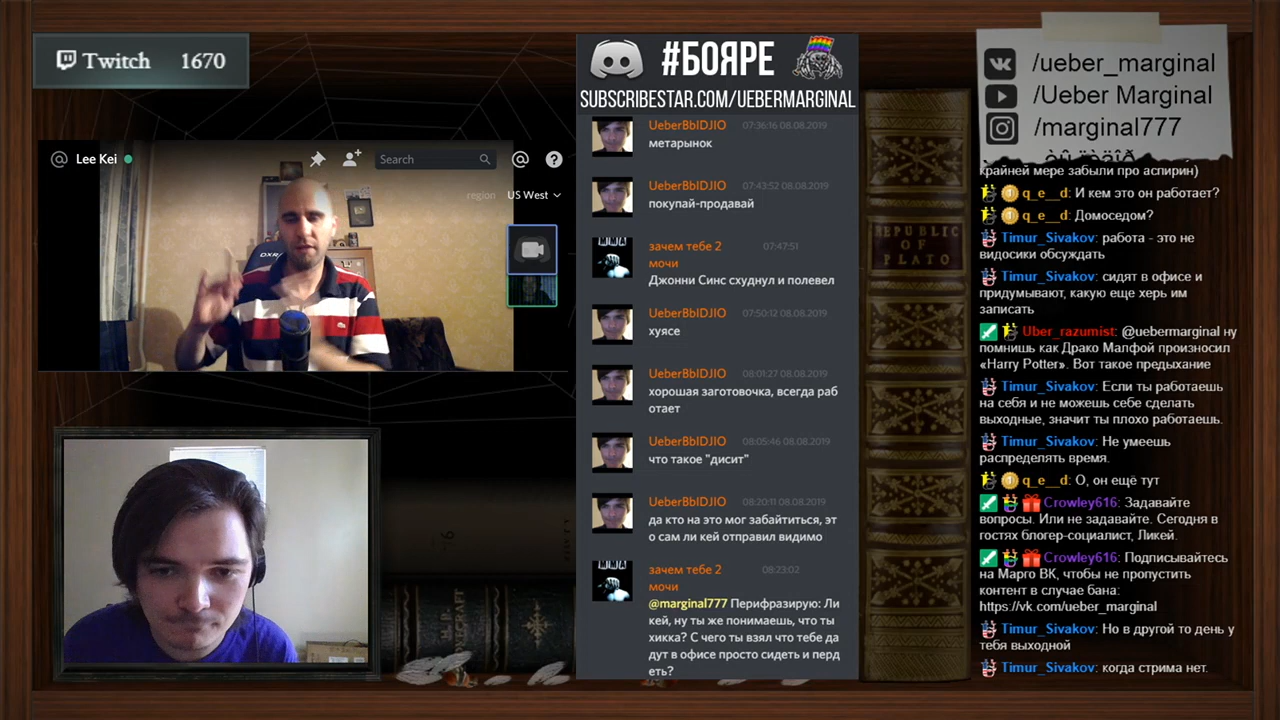 Twitch 1670
@ Lee Kei
Search
@ ?
region US West
DXR
#БОЯРЕ
SUBSCRIBESTAR.COM/UEBERMARGINAL
UeberBbIDJIO 07:36:16 08.08.2019
метарынок
UeberBbIDJIO 07:43:52 08.08.2019
покупай-продавай
зачем тебе 2 07:47:51
мочи
Джонни Синс схуднул и полевел
UeberBbIDJIO 07:50:12 08.08.2019
хуясе
UeberBbIDJIO 08:01:27 08.08.2019
хорошая заготовочка, всегда раб
отает
UeberBbIDJIO 08:05:46 08.08.2019
что такое "дисит"
UeberBbIDJIO 08:20:11 08.08.2019
да кто на это мог забайтиться, эт
о сам ли кей отправил видимо
зачем тебе 2 08:23:02
мочи
@marginal777 Перифразирую: Ли
кей, ну ты же понимаешь, что ты
хикка? С чего ты взял что тебе да
дут в офисе просто сидеть и перд
еть?
REPUBLIC
OF
PLATO
/ueber_marginal
/Ueber Marginal
/marginal777
крайней мере забыли про аспирин)
q_e__d: И кем это он работает?
q_e__d: Домоседом?
Timur_Sivakov: работа - это не
видосики обсуждать
Timur_Sivakov: сидят в офисе и
придумывают, какую еще херь им
записать
Uber_razumist: @uebermarginal ну
помнишь как Драко Малфой произносил
«Harry Potter». Вот такое предыхание
Timur_Sivakov: Если ты работаешь
на себя и не можешь себе сделать
выходные, значит ты плохо работаешь.
Timur_Sivakov: Не умеешь
распределять время.
q_e__d: О, он ещё тут
Crowley616: Задавайте
вопросы. Или не задавайте. Сегодня в
гостях блогер-социалист, Ликей.
Crowley616: Подписывайтесь
на Марго ВК, чтобы не пропустить
контент в случае бана:
https://vk.com/ueber_marginal
Timur_Sivakov: Но в другой то день у
тебя выходной
Timur_Sivakov: когда стрима нет.